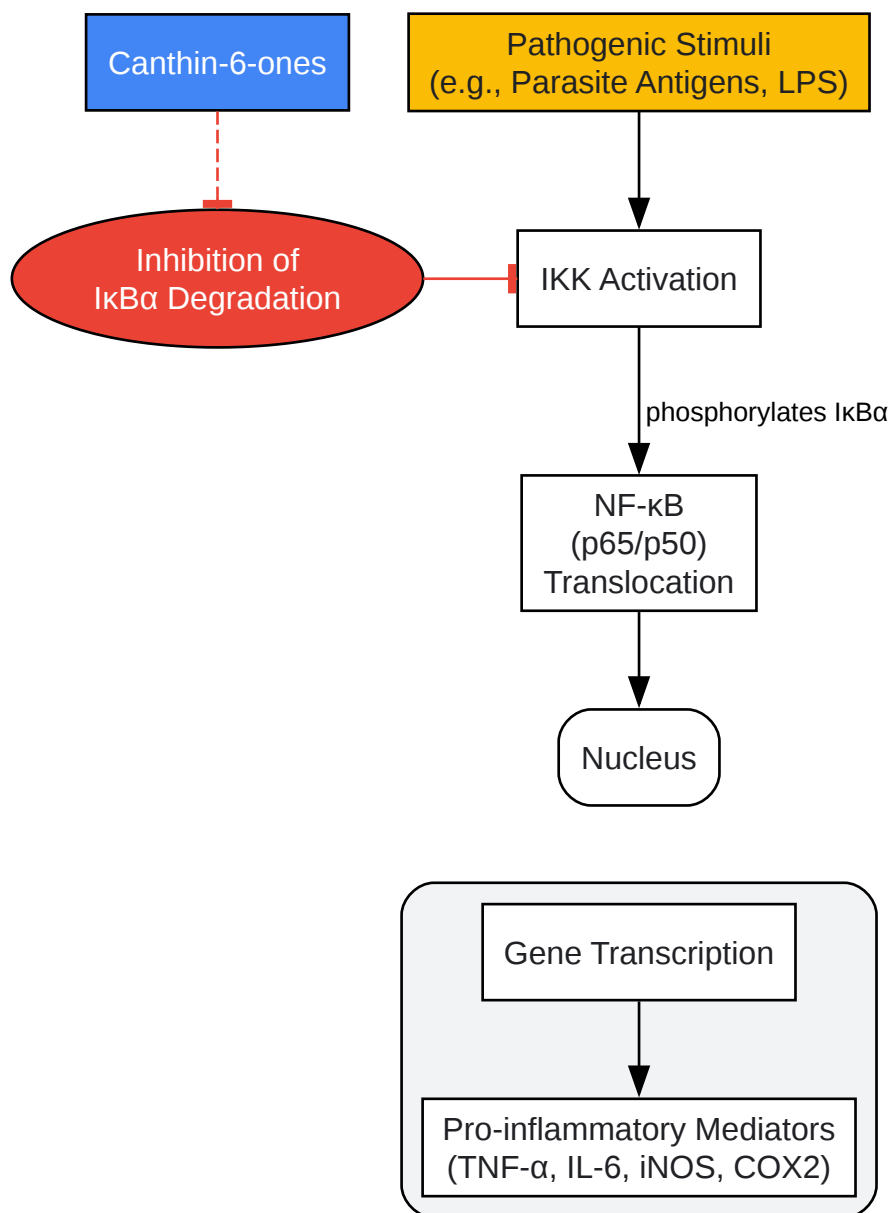 Canthin-6-ones
Pathogenic Stimuli
(e.g., Parasite Antigens, LPS)
Inhibition of
IκBα Degradation
IKK Activation
phosphorylates IκBα
NF-κB
(p65/p50)
Translocation
Nucleus
Gene Transcription
Pro-inflammatory Mediators
(TNF-α, IL-6, iNOS, COX2)